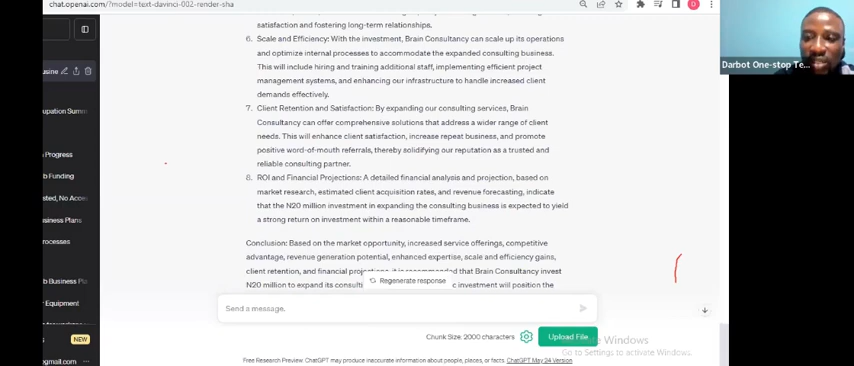 chat.openai.com/?model=text-davinci-002-render-sha
satisfaction and fostering long-term relationships.
6. Scale and Efficiency: With the investment, Brain Consultancy can scale up its operations
and optimize internal processes to accommodate the expanded consulting business.
This will include hiring and training additional staff, implementing efficient project
management systems, and enhancing our infrastructure to handle increased client
demands effectively.
7. Client Retention and Satisfaction: By expanding our consulting services, Brain
Consultancy can offer comprehensive solutions that address a wider range of client
needs. This will enhance client satisfaction, increase repeat business, and promote
positive word-of-mouth referrals, thereby solidifying our reputation as a trusted and
reliable consulting partner.
8. ROI and Financial Projections: A detailed financial analysis and projection, based on
market research, estimated client acquisition rates, and revenue forecasting, indicate
that the N20 million investment in expanding the consulting business is expected to yield
a strong return on investment within a reasonable timeframe.
Conclusion: Based on the market opportunity, increased service offerings, competitive
advantage, revenue generation potential, enhanced expertise, scale and efficiency gains,
client retention, and financial projections, it is recommended that Brain Consultancy invest
N20 million to expand its consulti
c investment will position the
Regenerate response
Send a message.
Chunk Size: 2000 characters
Upload File
Free Research Preview. ChatGPT may produce inaccurate information about people, places, or facts. ChatGPT May 24 Version
usine
upation Summ
Progress
b Funding
sted, No Acce
usiness Plans
rocesses
b Business Pla
r Equipment
s NEW
gmail.com ...
Darbot One-stop Te...
D
Activate Windows
Go to Settings to activate Windows.